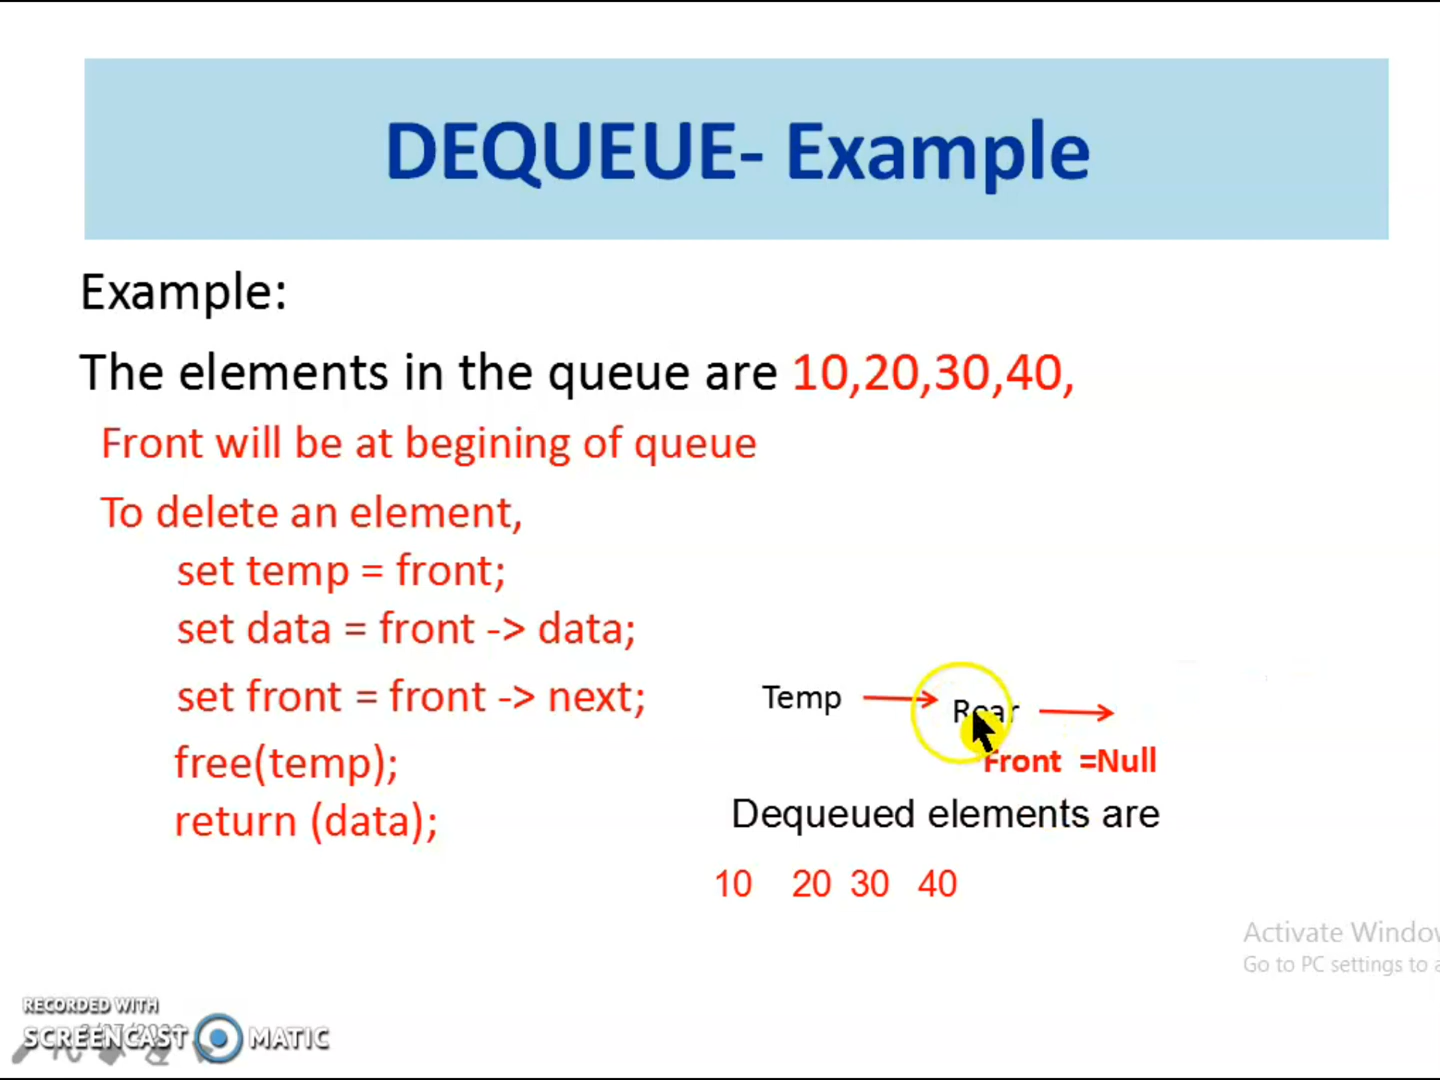 DEQUEUE- Example
Example:
The elements in the queue are 10,20,30,40,
Front will be at begining of queue
To delete an element,
set temp = front;
set data = front -> data;
set front = front -> next;
free(temp);
return (data);
Temp
Rear
Front =Null
Dequeued elements are
10 20 30 40
Activate Window
Go to PC settings to a
RECORDED WITH
SCREENCAST MATIC